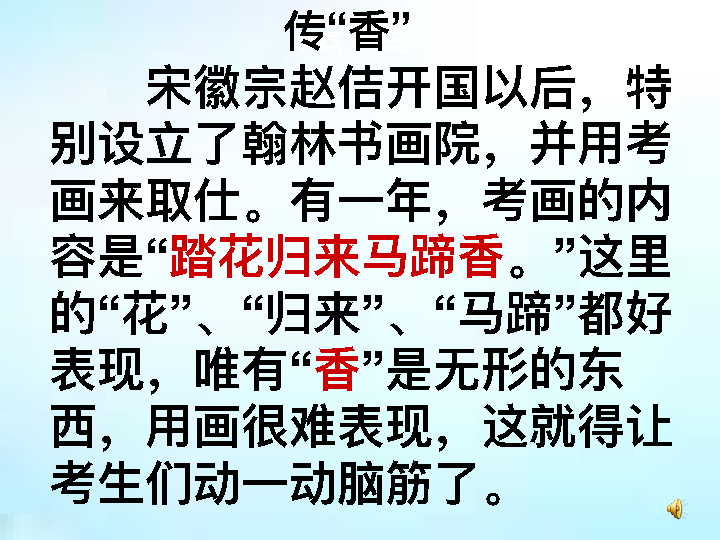 传“香”
宋徽宗赵佶开国以后，特
别设立了翰林书画院，并用考
画来取仕。有一年，考画的内
容是“踏花归来马蹄香。”这里
的“花”、“归来”、“马蹄”都好
表现，唯有“香”是无形的东
西，用画很难表现，这就得让
考生们动一动脑筋了。